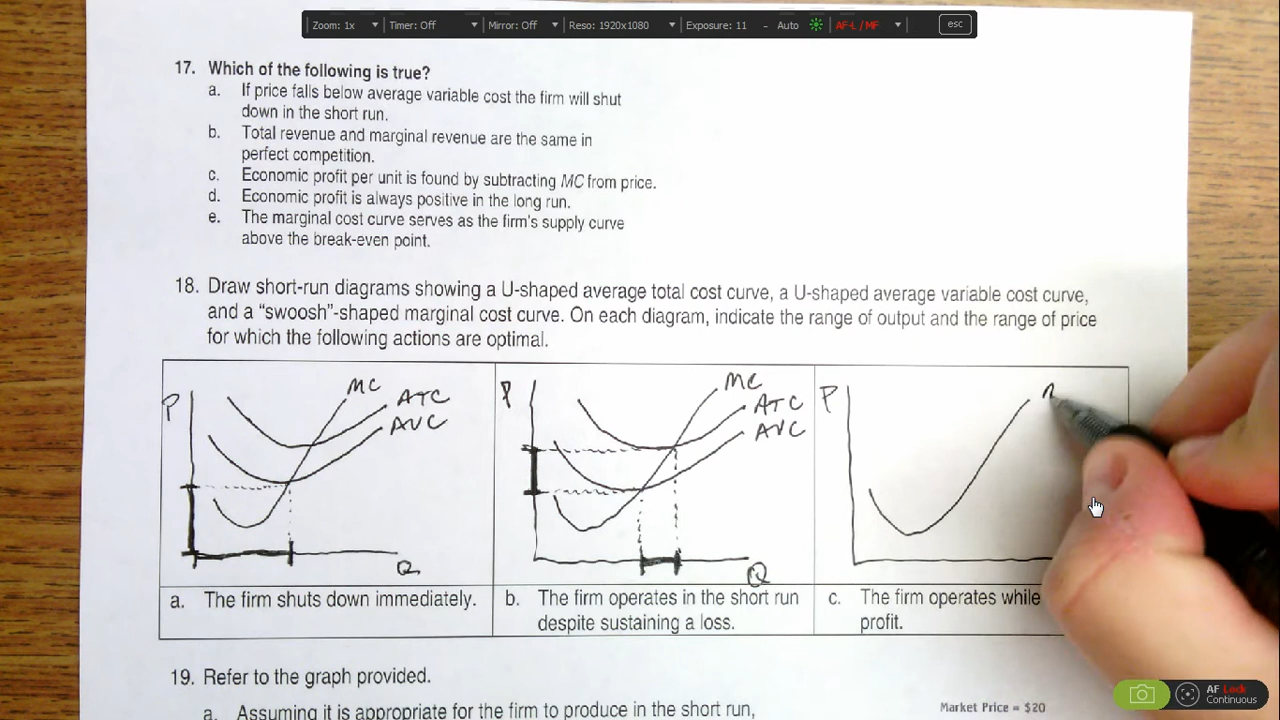 Zoom: 1x Timer: Off Mirror: Off Reso: 1920x1080 Exposure: 11 - Auto AF-L / MF esc
17. Which of the following is true?
a. If price falls below average variable cost the firm will shut
down in the short run.
b. Total revenue and marginal revenue are the same in
perfect competition.
c. Economic profit per unit is found by subtracting MC from price.
d. Economic profit is always positive in the long run.
e. The marginal cost curve serves as the firm's supply curve
above the break-even point.
18. Draw short-run diagrams showing a U-shaped average total cost curve, a U-shaped average variable cost curve,
and a “swoosh”-shaped marginal cost curve. On each diagram, indicate the range of output and the range of price
for which the following actions are optimal.
P MC ATC AVC Q
P MC ATC AVC Q
P
a. The firm shuts down immediately.
b. The firm operates in the short run
despite sustaining a loss.
c. The firm operates while
profit.
19. Refer to the graph provided.
a. Assuming it is appropriate for the firm to produce in the short run,
Market Price = $20
AF Lock
Continuous